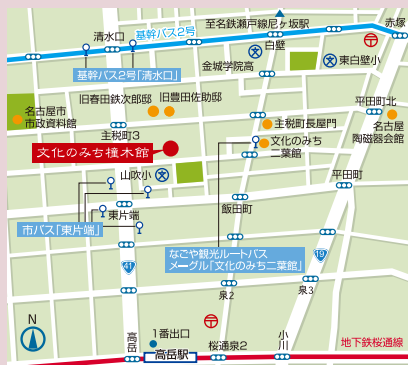 至名鉄瀬戸線尼ヶ坂駅
赤塚
基幹バス2号
清水口
白壁
金城学院高
東白壁小
基幹バス2号「清水口」
旧春田鉄次郎邸
旧豊田佐助邸
平田町北
名古屋市
市政資料館
主税町3
主税町長屋門
名古屋
陶磁器会館
文化のみち橦木館
文化のみち
二葉館
山吹小
平田町
飯田町
東片端
市バス「東片端」
なごや観光ルートバス
メーグル「文化のみち二葉館」
41
19
泉2
泉3
N
高岳
1番出口
高岳駅
桜通泉2
小川
地下鉄桜通線